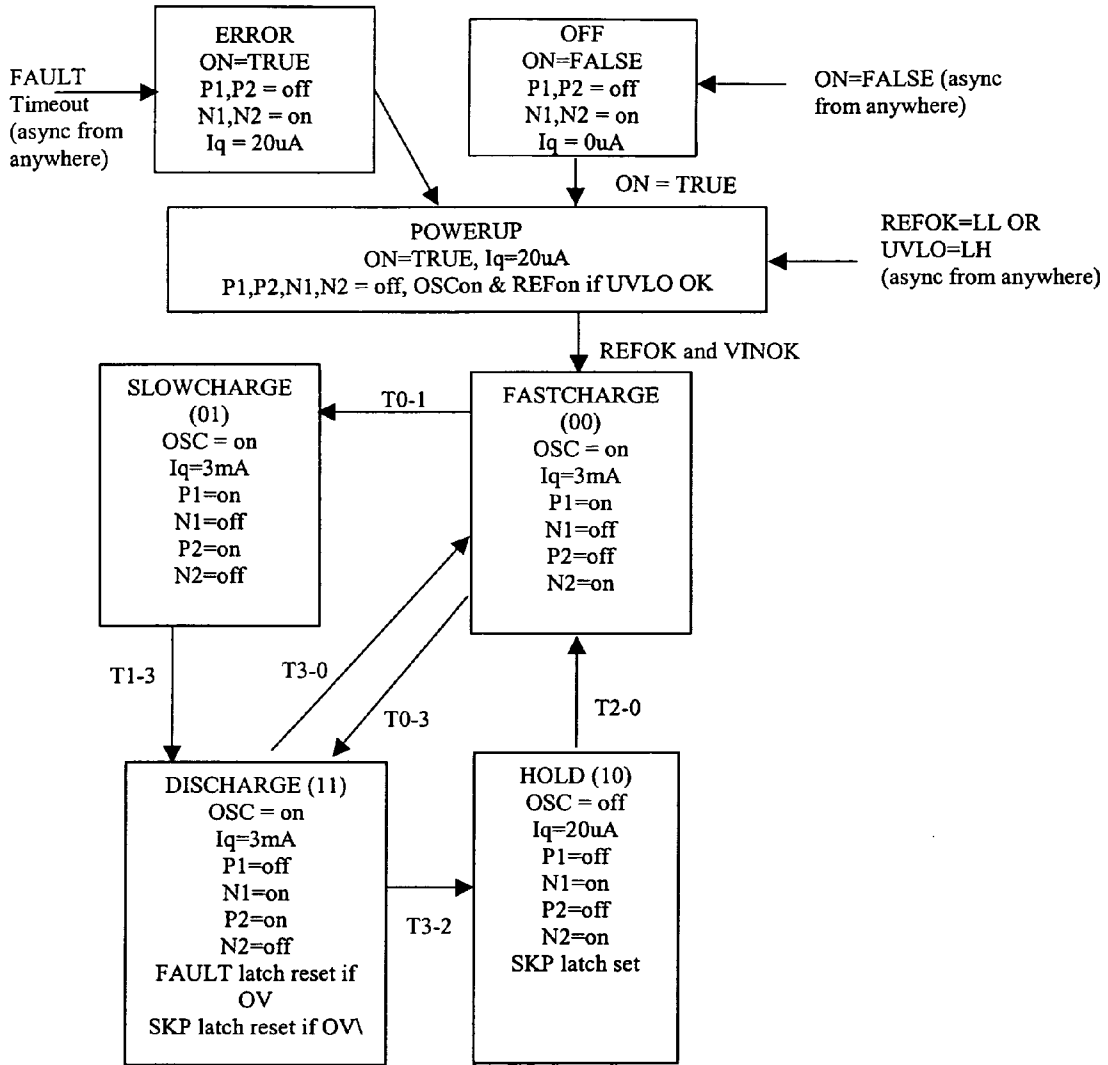 ERROR
ON=TRUE
P1,P2 = off
N1,N2 = on
Iq = 20uA
OFF
ON=FALSE
P1,P2 = off
N1,N2 = on
Iq = 0uA
FAULT
Timeout
(async from
anywhere)
ON=FALSE (async
from anywhere)
ON = TRUE
POWERUP
ON=TRUE, Iq=20uA
P1,P2,N1,N2 = off, OSCon & REFon if UVLO OK
REFOK=LL OR
UVLO=LH
(async from anywhere)
REFOK and VINOK
SLOWCHARGE
(01)
OSC = on
Iq=3mA
P1=on
N1=off
P2=on
N2=off
T0-1
FASTCHARGE
(00)
OSC = on
Iq=3mA
P1=on
N1=off
P2=off
N2=on
T1-3
T3-0
T0-3
T2-0
DISCHARGE (11)
OSC = on
Iq=3mA
P1=off
N1=on
P2=on
N2=off
FAULT latch reset if
OV
SKP latch reset if OV\
T3-2
HOLD (10)
OSC = off
Iq=20uA
P1=off
N1=on
P2=off
N2=on
SKP latch set